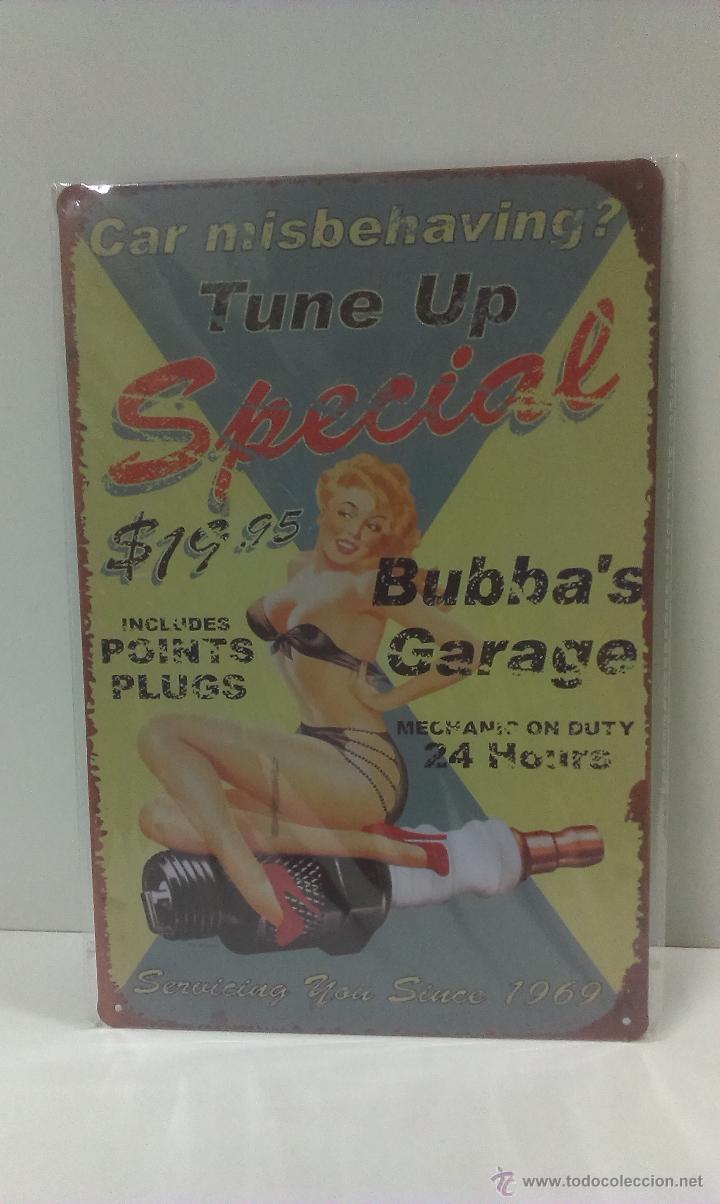 Car misbehaving?
Tune Up
Special
$19.95
Bubba's
Garage
INCLUDES
POINTS
PLUGS
MECHANIC ON DUTY
24 Hours
Servicing You Since 1969
todocoleccion
www.todocoleccion.net